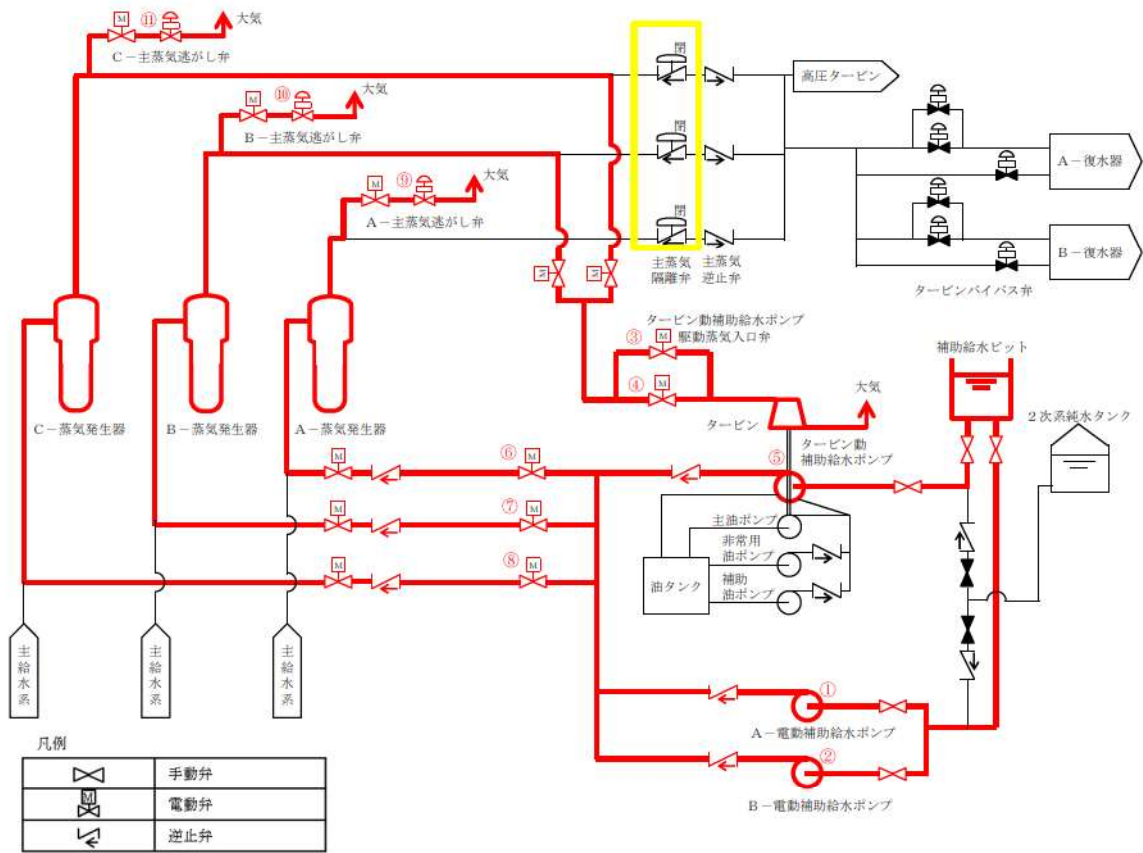 M
⑪
大気
C－主蒸気逃がし弁
M
⑩
大気
B－主蒸気逃がし弁
M
⑨
大気
A－主蒸気逃がし弁
閉
閉
閉
主蒸気
隔離弁
主蒸気
逆止弁
高圧タービン
A－復水器
B－復水器
タービンバイパス弁
M
M
タービン動補助給水ポンプ
駆動蒸気入口弁
③
M
④
M
大気
タービン
タービン動
補助給水ポンプ
⑤
補助給水ピット
2次系純水タンク
C－蒸気発生器
B－蒸気発生器
A－蒸気発生器
M
⑥
M
M
⑦
M
M
⑧
M
主油ポンプ
非常用
油ポンプ
補助
油ポンプ
油タンク
主給水系
主給水系
主給水系
①
A－電動補助給水ポンプ
②
B－電動補助給水ポンプ
凡例
手動弁
M
電動弁
逆止弁